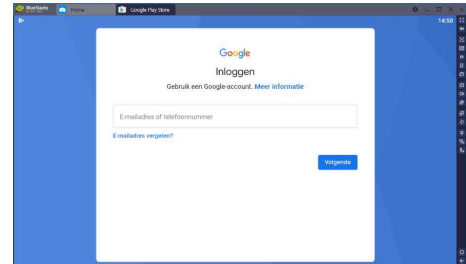 BlueStacks
Home
Google Play Store
14:50
Google
Inloggen
Gebruik een Google-account. Meer informatie
E-mailadres of telefoonnummer
E-mailadres vergeten?
Volgende